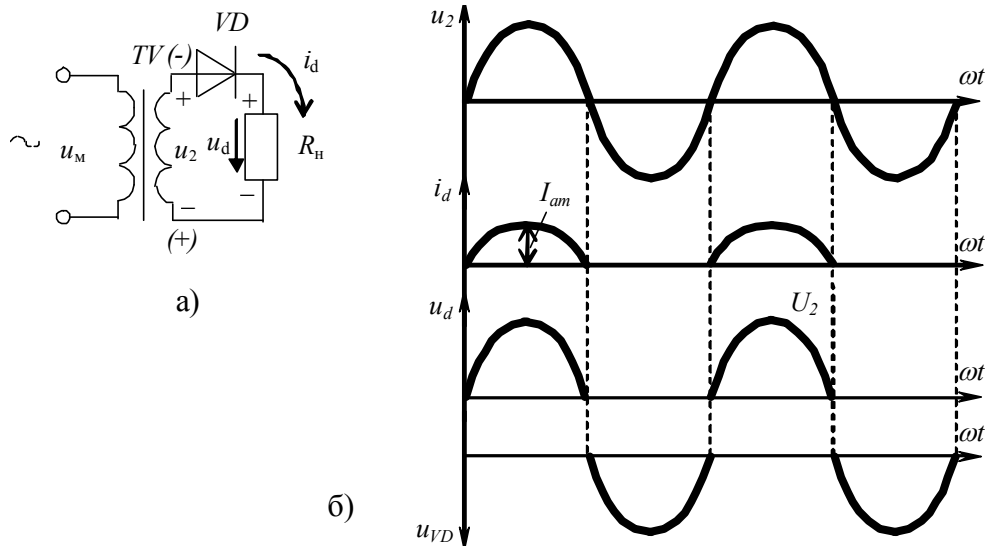 VD
TV (-)
i_d
+
+
u_м
u_2
u_d
R_н
–
–
(+)
а)
u_2
ωt
i_d
I_am
ωt
u_d
U_2
ωt
ωt
u_VD
б)